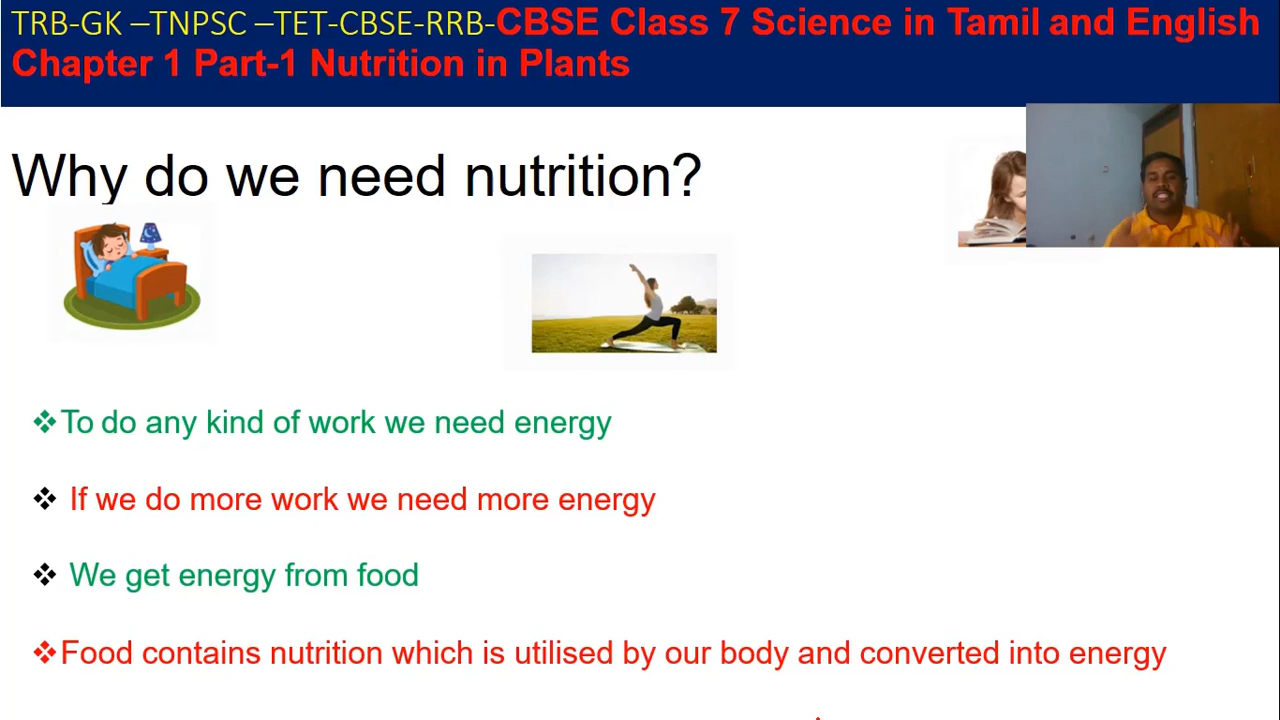 TRB-GK –TNPSC –TET-CBSE-RRB-CBSE Class 7 Science in Tamil and English
Chapter 1 Part-1 Nutrition in Plants
Why do we need nutrition?
❖To do any kind of work we need energy
❖ If we do more work we need more energy
❖ We get energy from food
❖Food contains nutrition which is utilised by our body and converted into energy